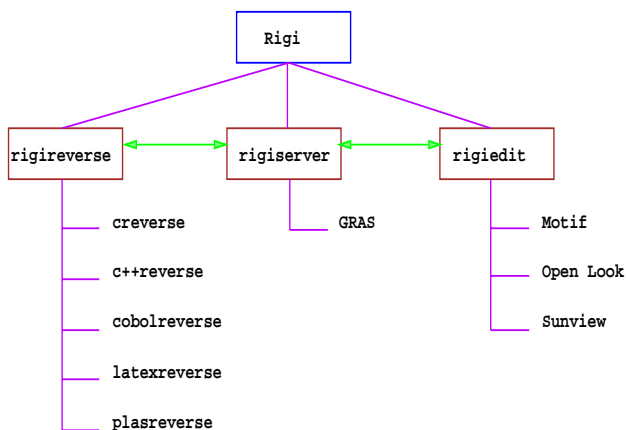 Rigi
rigireverse
rigiserver
rigiedit
creverse
GRAS
Motif
c++reverse
Open Look
cobolreverse
Sunview
latexreverse
plasreverse